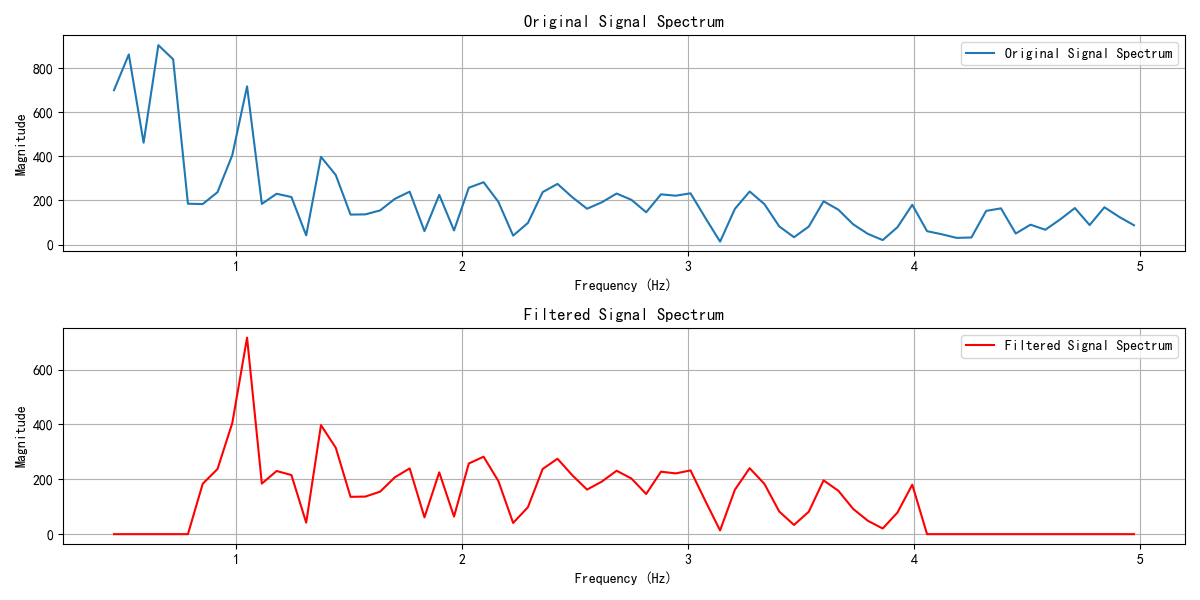 Original Signal Spectrum
Original Signal Spectrum
800
600
400
200
0
Magnitude
1 2 3 4 5
Frequency (Hz)
Filtered Signal Spectrum
Filtered Signal Spectrum
600
400
200
0
Magnitude
1 2 3 4 5
Frequency (Hz)